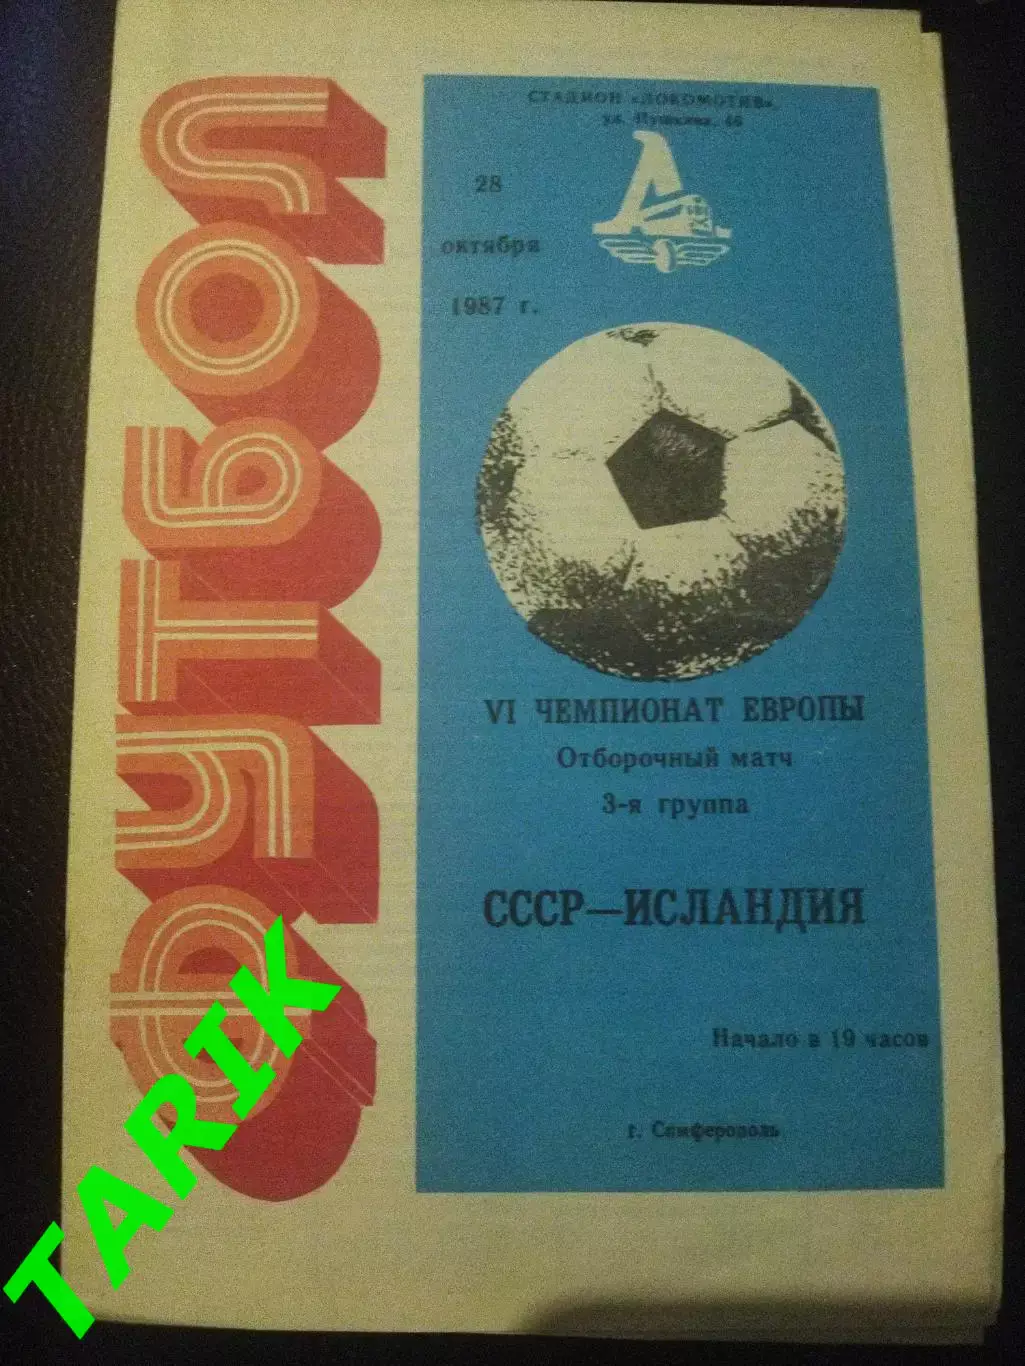 ФУТБОЛ
СТАДИОН «ЛОКОМОТИВ»
ул. Пушкина, 46
28
октября
1987 г.
VI ЧЕМПИОНАТ ЕВРОПЫ
Отборочный матч
3-я группа
СССР—ИСЛАНДИЯ
Начало в 19 часов
г. Симферополь
TARIK